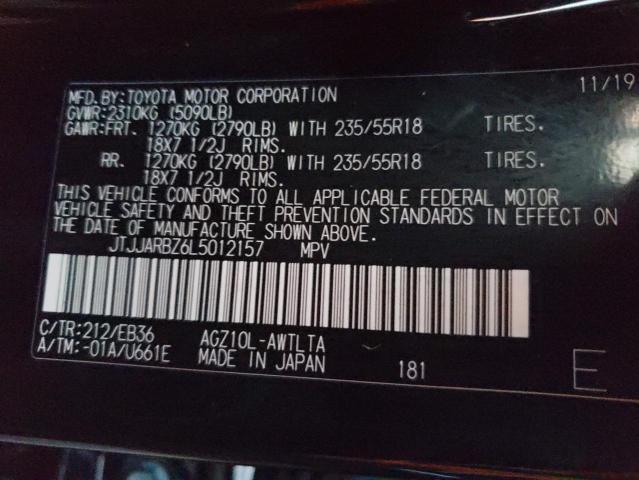 MFD.BY:TOYOTA MOTOR CORPORATION 11/19
GVWR:2310KG (5090LB)
GAWR:FRT. 1270KG (2790LB) WITH 235/55R18 TIRES.
18X7 1/2J RIMS.
RR. 1270KG (2790LB) WITH 235/55R18 TIRES.
18X7 1/2J RIMS.
THIS VEHICLE CONFORMS TO ALL APPLICABLE FEDERAL MOTOR
VEHICLE SAFETY AND THEFT PREVENTION STANDARDS IN EFFECT ON
THE DATE OF MANUFACTURE SHOWN ABOVE.
JTJJARBZ6L5012157 MPV
C/TR:212/EB36 AGZ10L-AWTLTA
A/TM:-01A/U661E MADE IN JAPAN 181 E